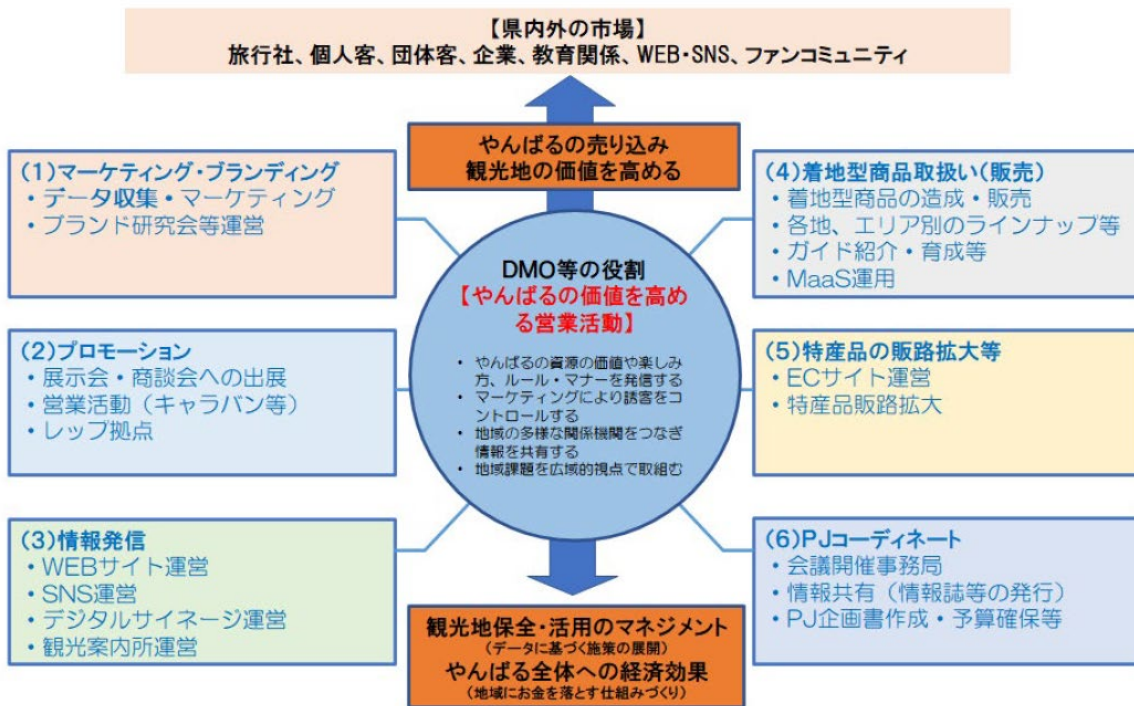 【県内外の市場】
旅行社、個人客、団体客、企業、教育関係、WEB・SNS、ファンコミュニティ
やんばるの売り込み
観光地の価値を高める
(1)マーケティング・ブランディング
・データ収集・マーケティング
・ブランド研究会等運営
(2)プロモーション
・展示会・商談会への出展
・営業活動（キャラバン等）
・レップ拠点
(3)情報発信
・WEBサイト運営
・SNS運営
・デジタルサイネージ運営
・観光案内所運営
DMO等の役割
【やんばるの価値を高め
る営業活動】
• やんばるの資源の価値や楽しみ
方、ルール・マナーを発信する
• マーケティングにより誘客をコ
ントロールする
• 地域の多様な関係機関をつなぎ
情報を共有する
• 地域課題を広域的視点で取組む
(4)着地型商品取扱い(販売)
・着地型商品の造成・販売
・各地、エリア別のラインナップ等
・ガイド紹介・育成等
・MaaS運用
(5)特産品の販路拡大等
・ECサイト運営
・特産品販路拡大
(6)PJコーディネート
・会議開催事務局
・情報共有（情報誌等の発行）
・PJ企画書作成・予算確保等
観光地保全・活用のマネジメント
(データに基づく施策の展開)
やんばる全体への経済効果
(地域にお金を落とす仕組みづくり)